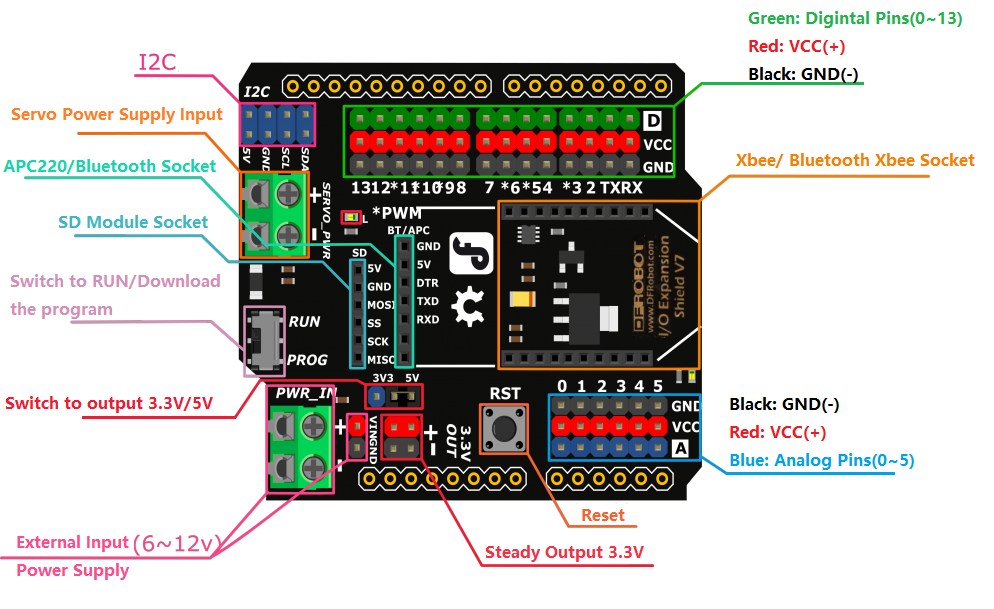 Green: Digintal Pins(0~13)
Red: VCC(+)
Black: GND(-)
I2C
I2C
5V
GND
SCL
SDA
Servo Power Supply Input
APC220/Bluetooth Socket
SD Module Socket
Switch to RUN/Download
the program
Switch to output 3.3V/5V
External Input (6~12v)
Power Supply
D
VCC
GND
13 12 *11 *10 *9 8 7 *6 *5 4 *3 2 TX RX
+
-
SERVO_PWR
L
*PWM
BT/APC
GND
5V
DTR
TXD
RXD
SD
5V
GND
MOSI
SS
SCK
MISO
RUN
PROG
3V3 5V
PWR_IN
+
-
VIN
GND
+
-
3.3V
OUT
RST
DFROBOT
www.DFRobot.com
I/O Expansion
Shield V7
0 1 2 3 4 5
GND
VCC
A
Xbee/ Bluetooth Xbee Socket
Black: GND(-)
Red: VCC(+)
Blue: Analog Pins(0~5)
Reset
Steady Output 3.3V